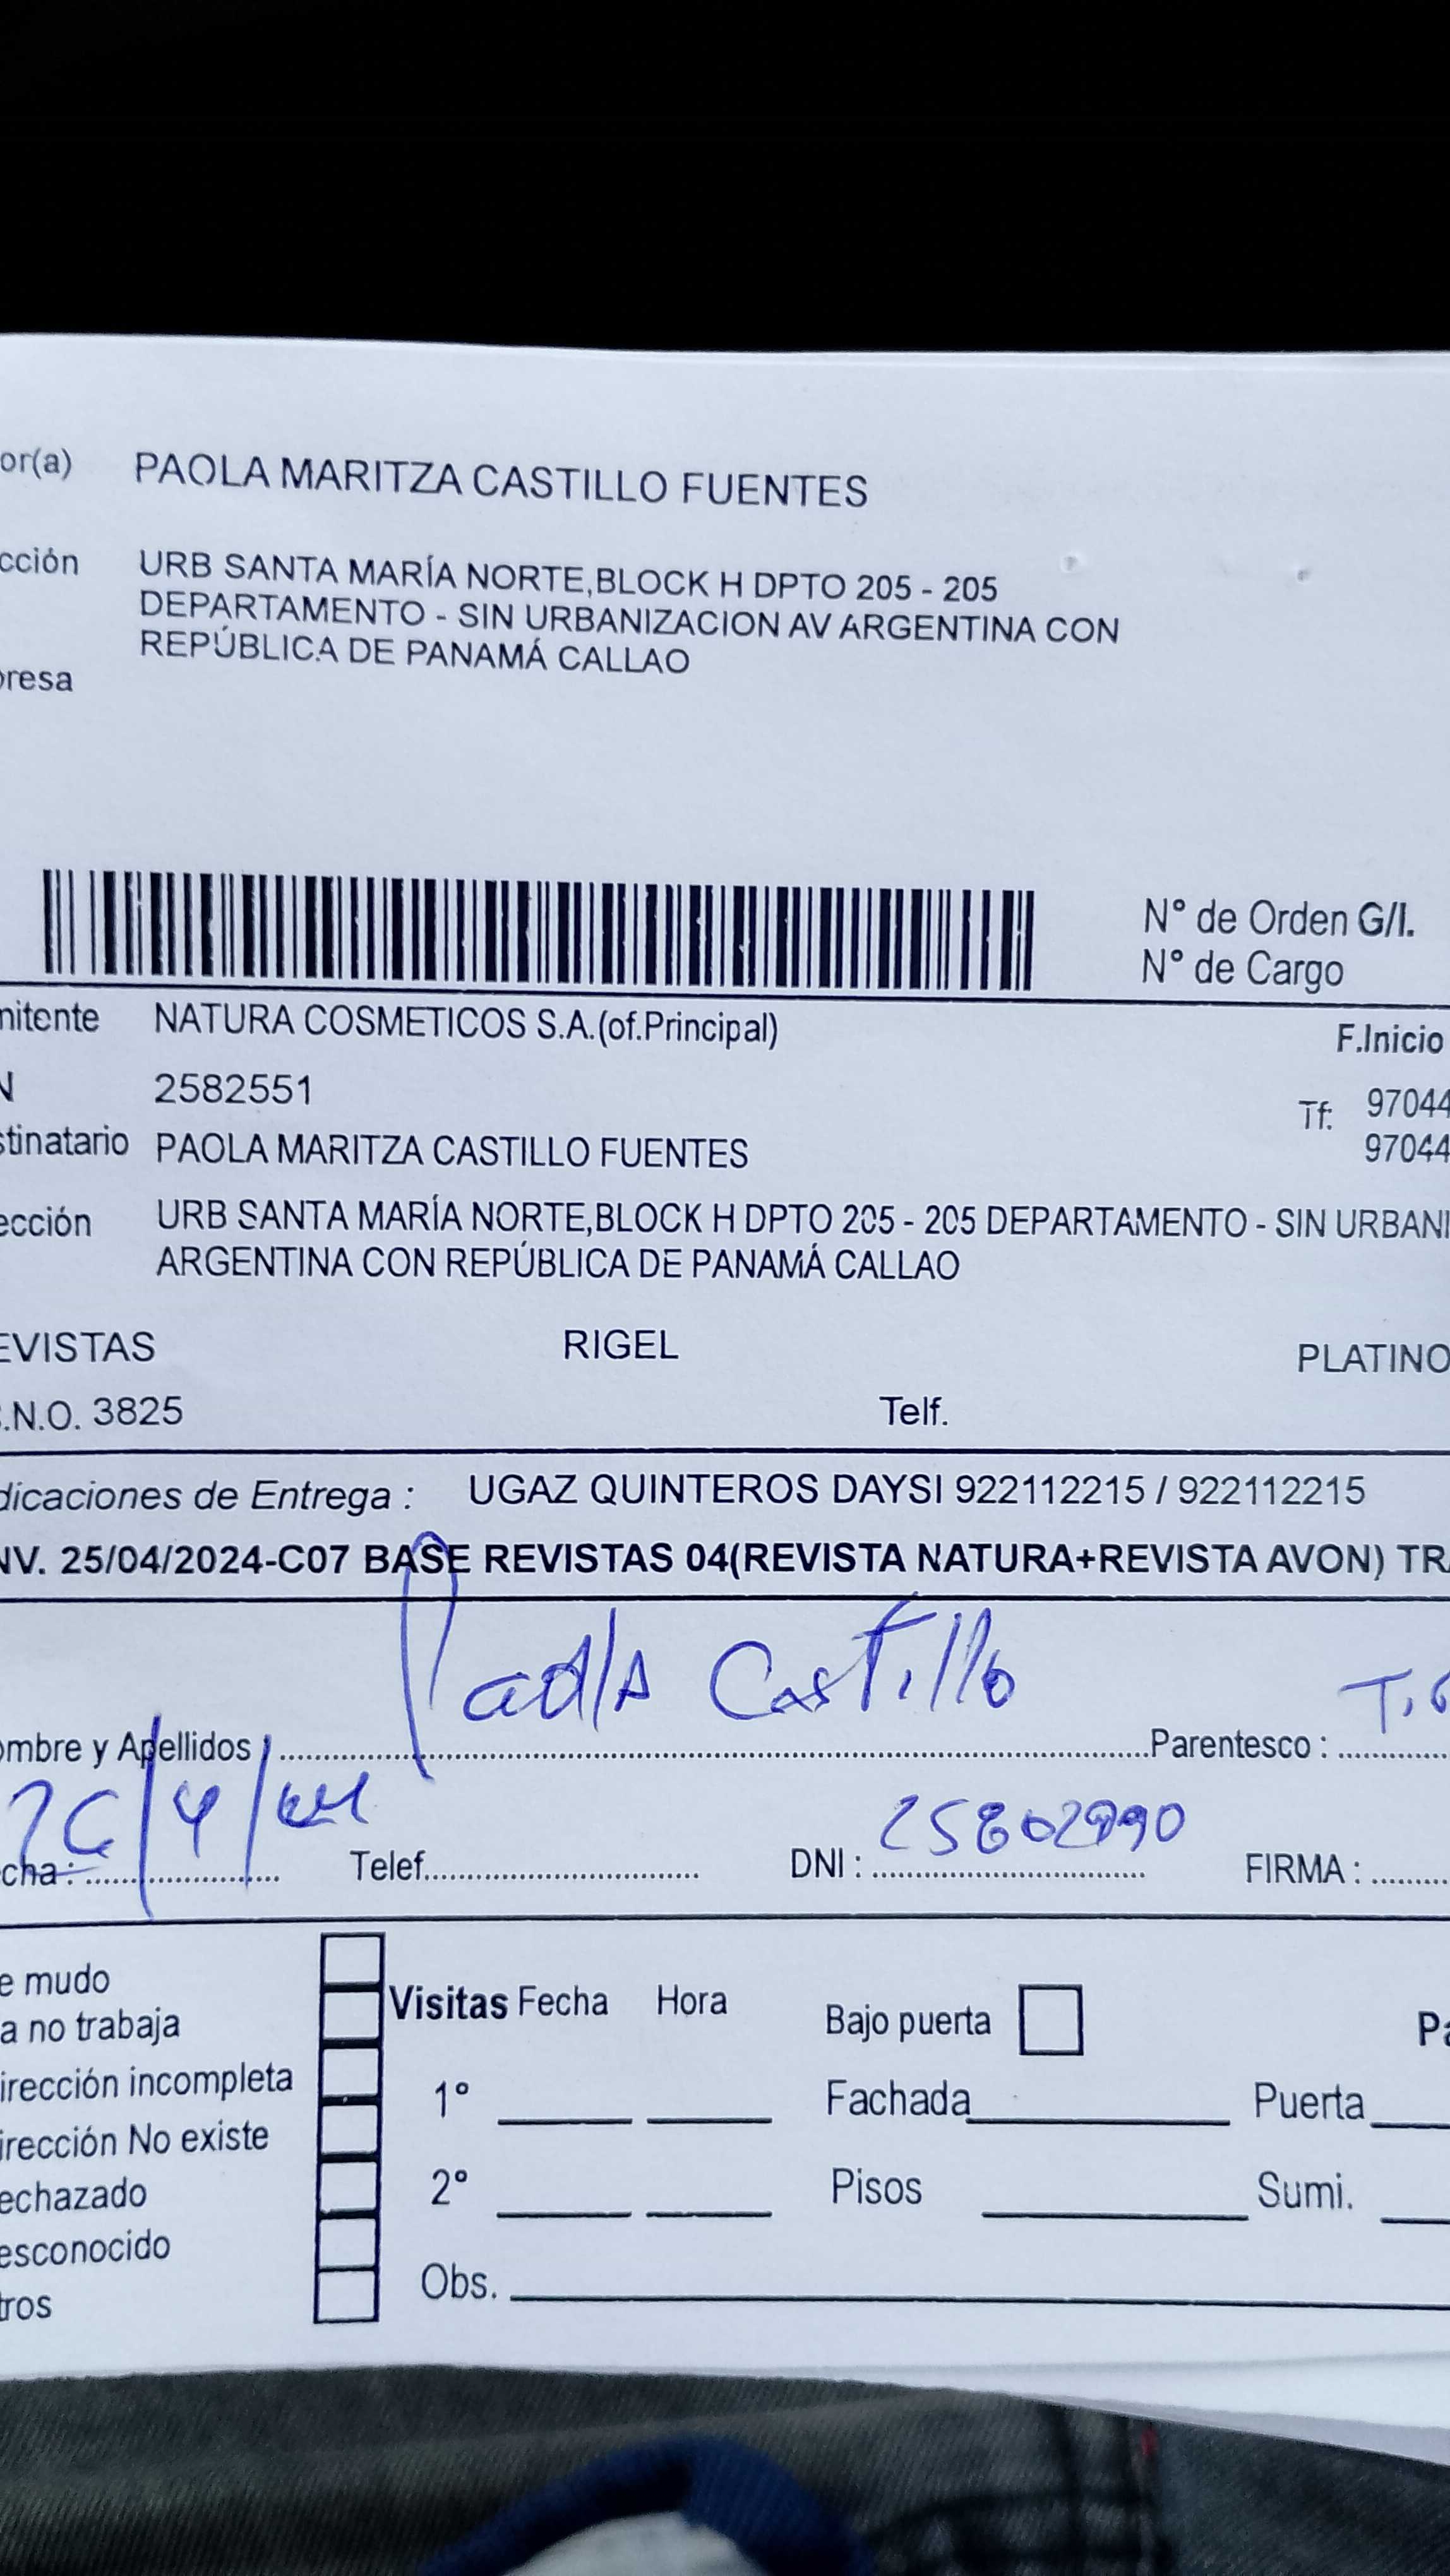 or(a) PAOLA MARITZA CASTILLO FUENTES
cción URB SANTA MARÍA NORTE,BLOCK H DPTO 205 - 205
DEPARTAMENTO - SIN URBANIZACION AV ARGENTINA CON
REPÚBLICA DE PANAMÁ CALLAO
presa
N° de Orden G/I.
N° de Cargo
mitente NATURA COSMETICOS S.A.(of.Principal)
F.Inicio
N 2582551
Tf: 97044
97044
stinatario PAOLA MARITZA CASTILLO FUENTES
ección URB SANTA MARÍA NORTE,BLOCK H DPTO 205 - 205 DEPARTAMENTO - SIN URBANI
ARGENTINA CON REPÚBLICA DE PANAMÁ CALLAO
EVISTAS RIGEL PLATINO
.N.O. 3825 Telf.
dicaciones de Entrega : UGAZ QUINTEROS DAYSI 922112215 / 922112215
NV. 25/04/2024-C07 BASE REVISTAS 04(REVISTA NATURA+REVISTA AVON) TRA
Paola Castillo
ombre y Apellidos Parentesco :
cha : Telef. DNI : FIRMA :
e mudo
a no trabaja
irección incompleta
irección No existe
echazado
esconocido
tros
Visitas Fecha Hora
1°
2°
Obs.
Bajo puerta Pa
Fachada Puerta
Pisos Sumi.